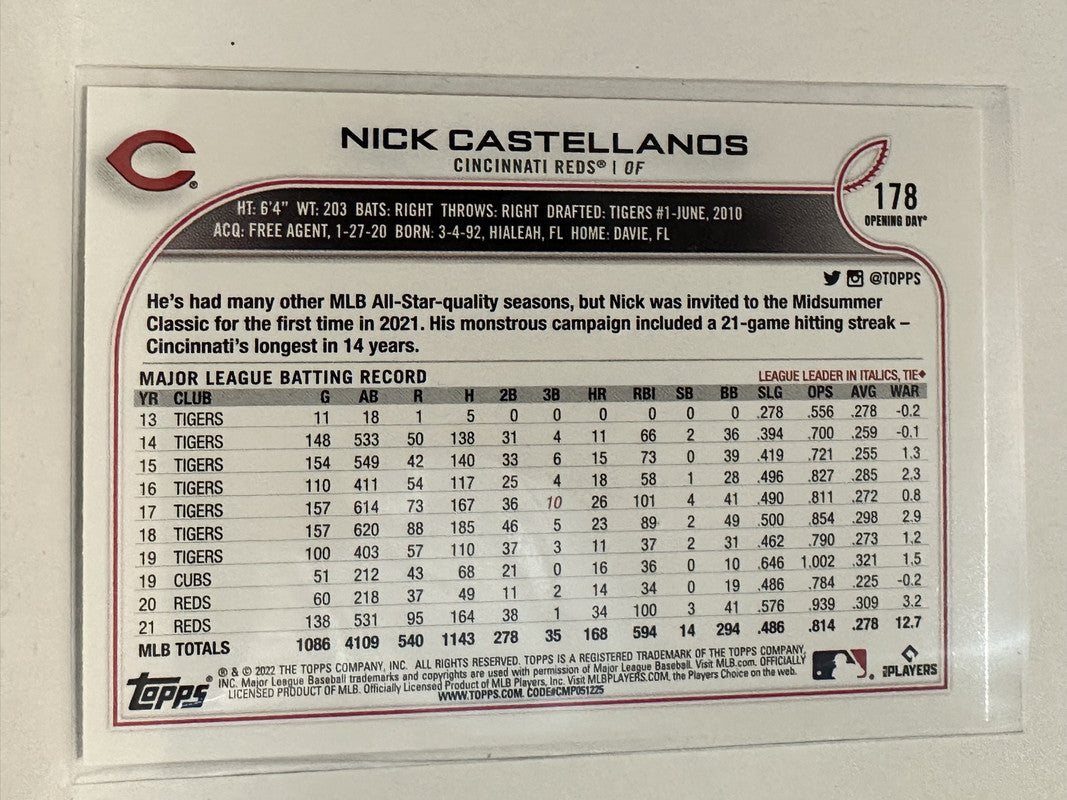 NICK CASTELLANOS
CINCINNATI REDS® | OF
178
OPENING DAY®
HT: 6'4" WT: 203 BATS: RIGHT THROWS: RIGHT DRAFTED: TIGERS #1-JUNE, 2010
ACQ: FREE AGENT, 1-27-20 BORN: 3-4-92, HIALEAH, FL HOME: DAVIE, FL
@TOPPS
He's had many other MLB All-Star-quality seasons, but Nick was invited to the Midsummer
Classic for the first time in 2021. His monstrous campaign included a 21-game hitting streak –
Cincinnati's longest in 14 years.
MAJOR LEAGUE BATTING RECORD LEAGUE LEADER IN ITALICS, TIE♦
YR CLUB G AB R H 2B 3B HR RBI SB BB SLG OPS AVG WAR
13 TIGERS 11 18 1 5 0 0 0 0 0 0 .278 .556 .278 -0.2
14 TIGERS 148 533 50 138 31 4 11 66 2 36 .394 .700 .259 -0.1
15 TIGERS 154 549 42 140 33 6 15 73 0 39 .419 .721 .255 1.3
16 TIGERS 110 411 54 117 25 4 18 58 1 28 .496 .827 .285 2.3
17 TIGERS 157 614 73 167 36 10 26 101 4 41 .490 .811 .272 0.8
18 TIGERS 157 620 88 185 46 5 23 89 2 49 .500 .854 .298 2.9
19 TIGERS 100 403 57 110 37 3 11 37 2 31 .462 .790 .273 1.2
19 CUBS 51 212 43 68 21 0 16 36 0 10 .646 1.002 .321 1.5
20 REDS 60 218 37 49 11 2 14 34 0 19 .486 .784 .225 -0.2
21 REDS 138 531 95 164 38 1 34 100 3 41 .576 .939 .309 3.2
MLB TOTALS 1086 4109 540 1143 278 35 168 594 14 294 .486 .814 .278 12.7
topps®
® & © 2022 THE TOPPS COMPANY, INC. ALL RIGHTS RESERVED. TOPPS IS A REGISTERED TRADEMARK OF THE TOPPS COMPANY,
INC. Major League Baseball trademarks and copyrights are used with permission of Major League Baseball. Visit MLB.com. OFFICIALLY
LICENSED PRODUCT OF MLB. Officially Licensed Product of MLB Players, Inc. Visit MLBPLAYERS.COM, the Players Choice on the web.
WWW.TOPPS.COM. CODE#CMP051225
PLAYERS